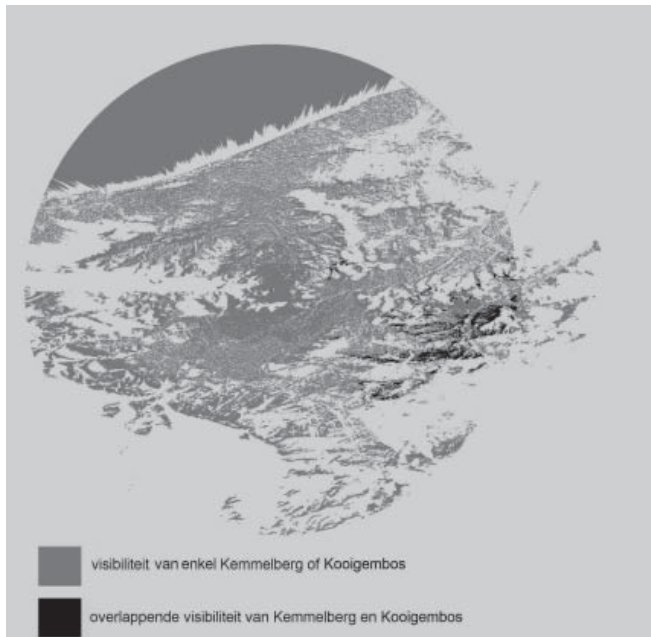 visibiliteit van enkel Kemmelberg of Kooigembos
overlappende visibiliteit van Kemmelberg en Kooigembos